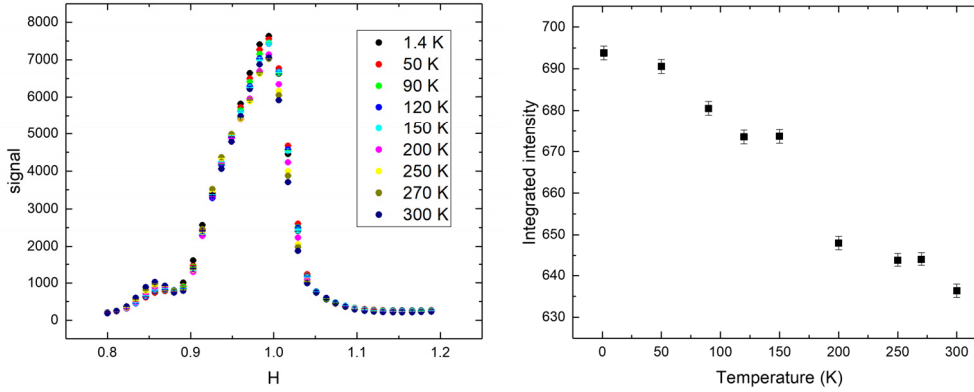 8000
7000
6000
5000
4000
3000
2000
1000
0
signal
0.8 0.9 1.0 1.1 1.2
H
1.4 K
50 K
90 K
120 K
150 K
200 K
250 K
270 K
300 K
700
690
680
670
660
650
640
630
Integrated intensity
0 50 100 150 200 250 300
Temperature (K)